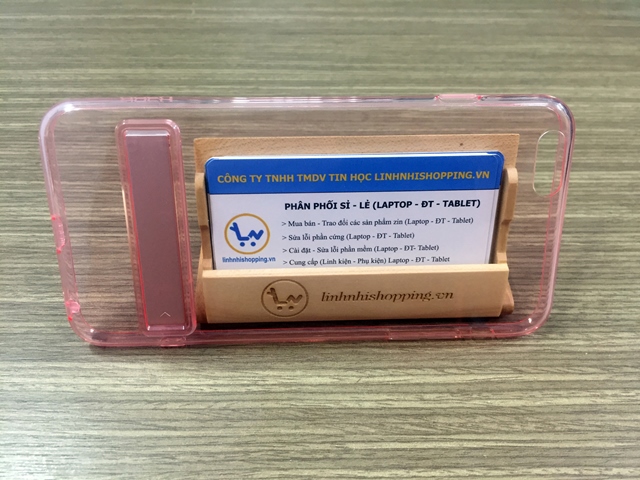 CÔNG TY TNHH TMDV TIN HỌC LINHNHISHOPPING.VN
PHÂN PHỐI SỈ - LẺ (LAPTOP - ĐT - TABLET)
> Mua bán - Trao đổi các sản phẩm zin (Laptop - ĐT - Tablet)
> Sửa lỗi phần cứng (Laptop - ĐT - Tablet)
> Cài đặt - Sửa lỗi phần mềm (Laptop - ĐT- Tablet)
> Cung cấp (Linh kiện - Phụ kiện) Laptop - ĐT - Tablet
linhnhishopping.vn
linhnhishopping.vn